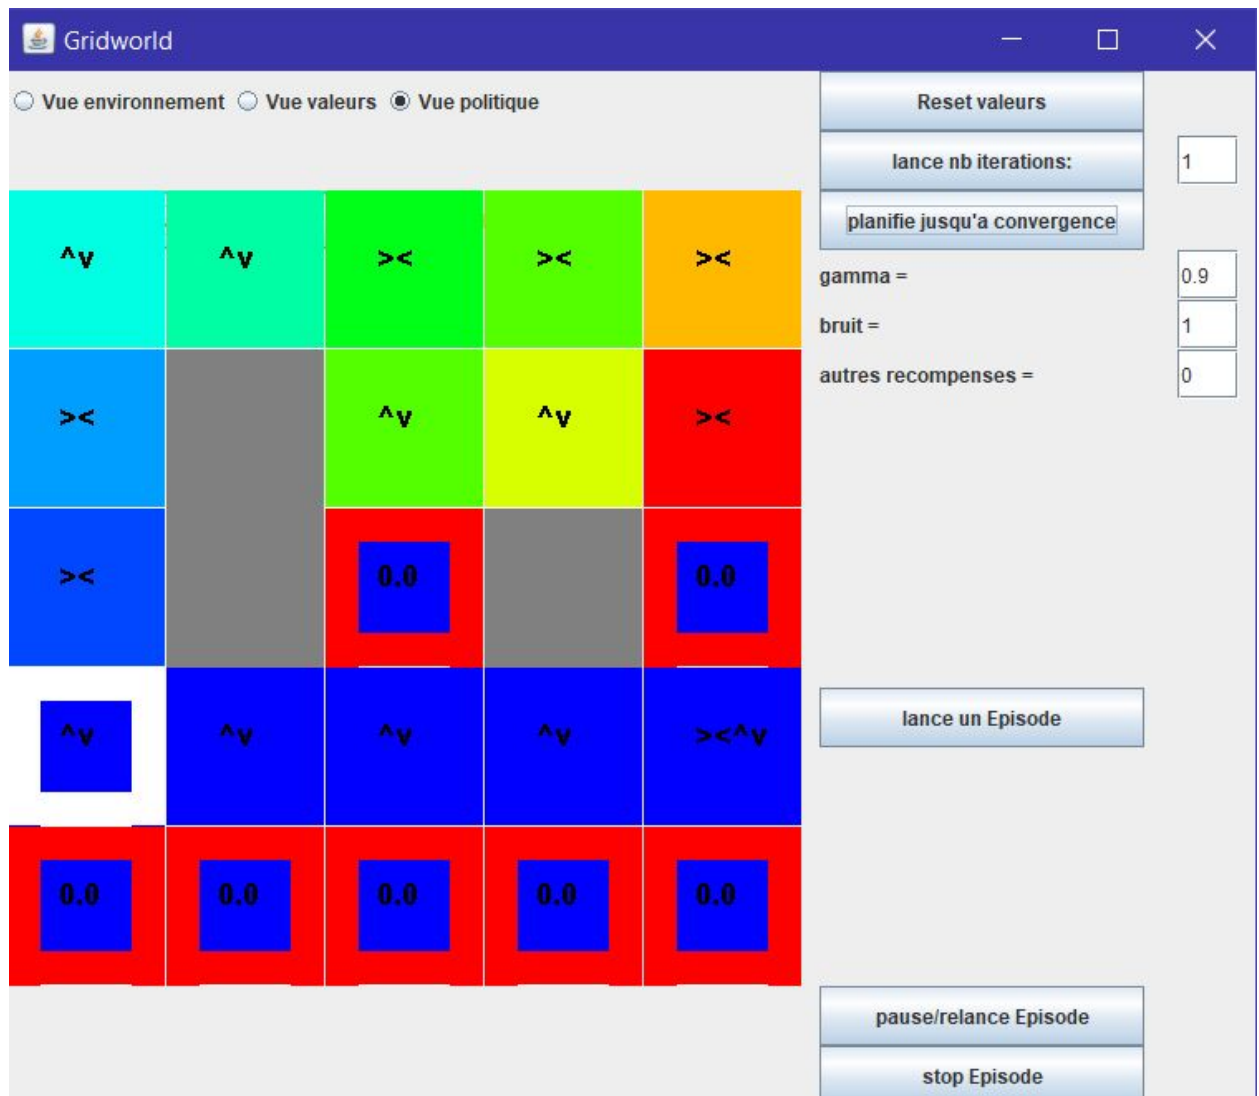 Gridworld
Vue environnement Vue valeurs Vue politique
Reset valeurs
lance nb iterations: 1
planifie jusqu'a convergence
gamma = 0.9
bruit = 1
autres recompenses = 0
^v ^v >< >< ><
>< ^v ^v ><
>< 0.0 0.0
^v ^v ^v ^v ><^v
lance un Episode
0.0 0.0 0.0 0.0 0.0
pause/relance Episode
stop Episode